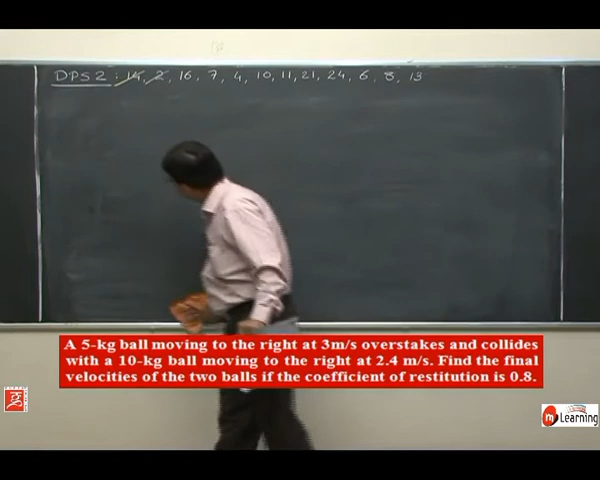 DPS 2 : 14, 2, 16, 7, 4, 10, 11, 21, 24, 6, 8, 13
A 5-kg ball moving to the right at 3m/s overstakes and collides
with a 10-kg ball moving to the right at 2.4 m/s. Find the final
velocities of the two balls if the coefficient of restitution is 0.8.
m Learning